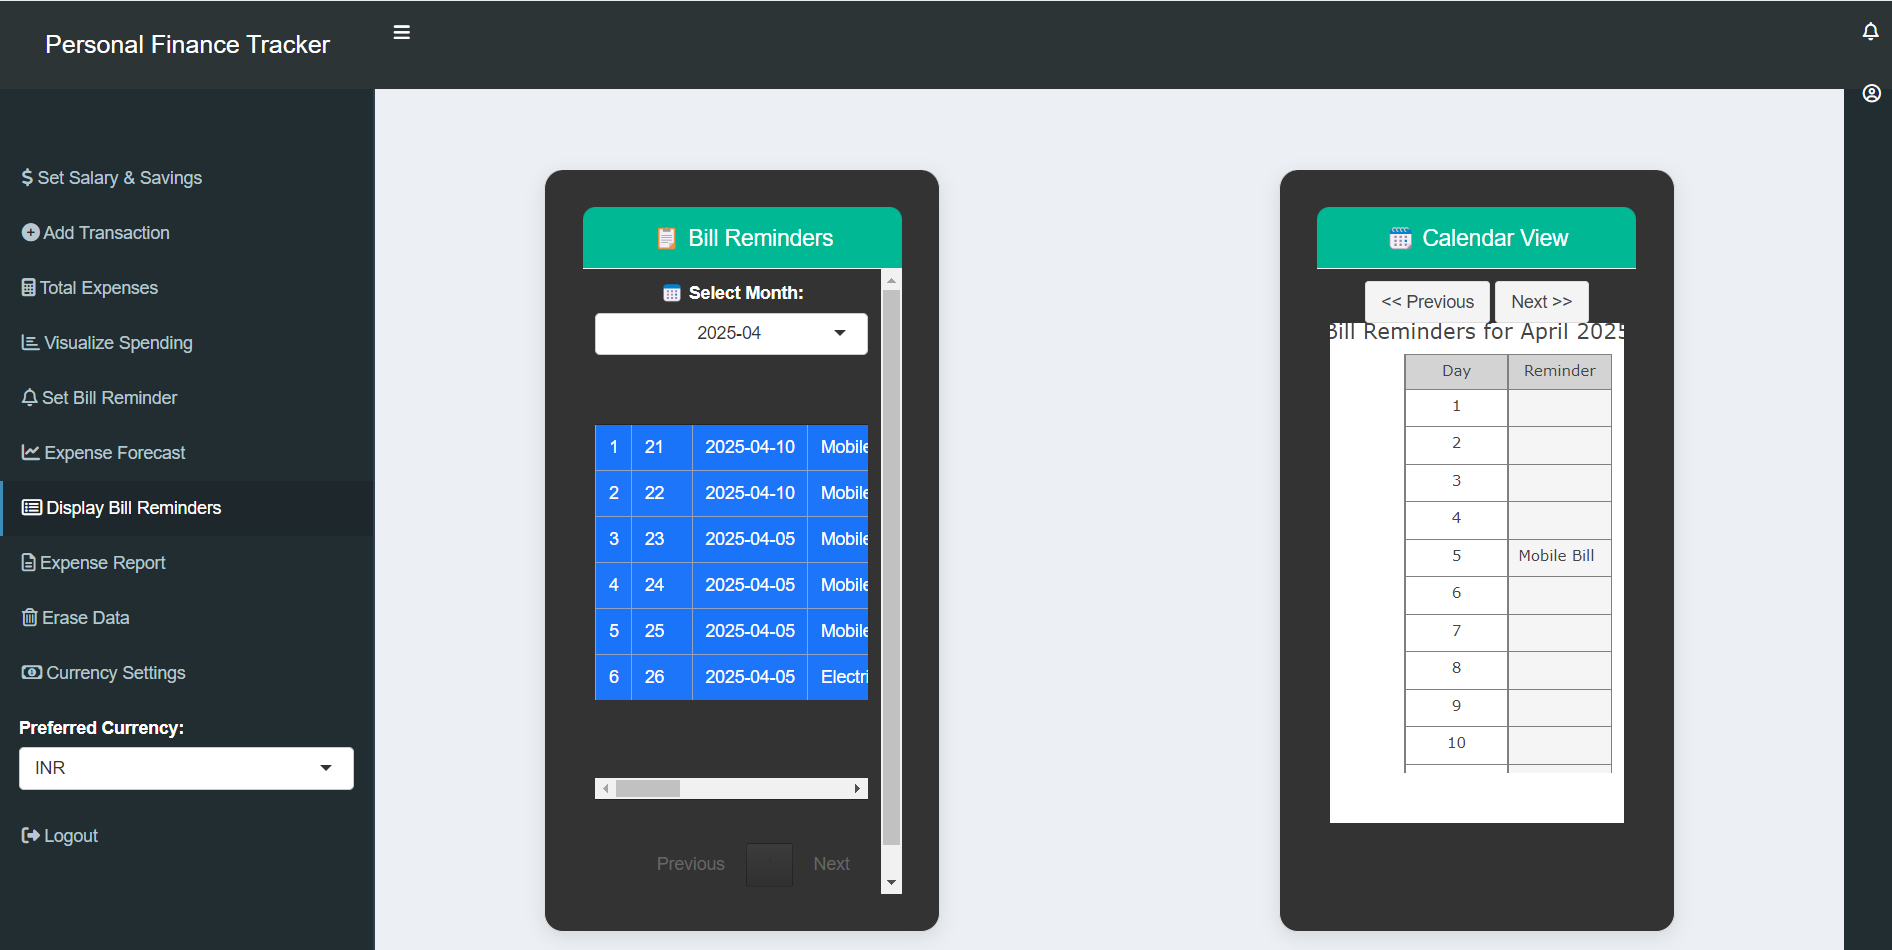 Personal Finance Tracker
Set Salary & Savings
Add Transaction
Total Expenses
Visualize Spending
Set Bill Reminder
Expense Forecast
Display Bill Reminders
Expense Report
Erase Data
Currency Settings
Preferred Currency:
INR
Logout
Bill Reminders
Select Month:
2025-04
1 21 2025-04-10 Mobile
2 22 2025-04-10 Mobile
3 23 2025-04-05 Mobile
4 24 2025-04-05 Mobile
5 25 2025-04-05 Mobile
6 26 2025-04-05 Electri
Previous Next
Calendar View
<< Previous Next >>
Bill Reminders for April 2025
Day Reminder
1
2
3
4
5 Mobile Bill
6
7
8
9
10